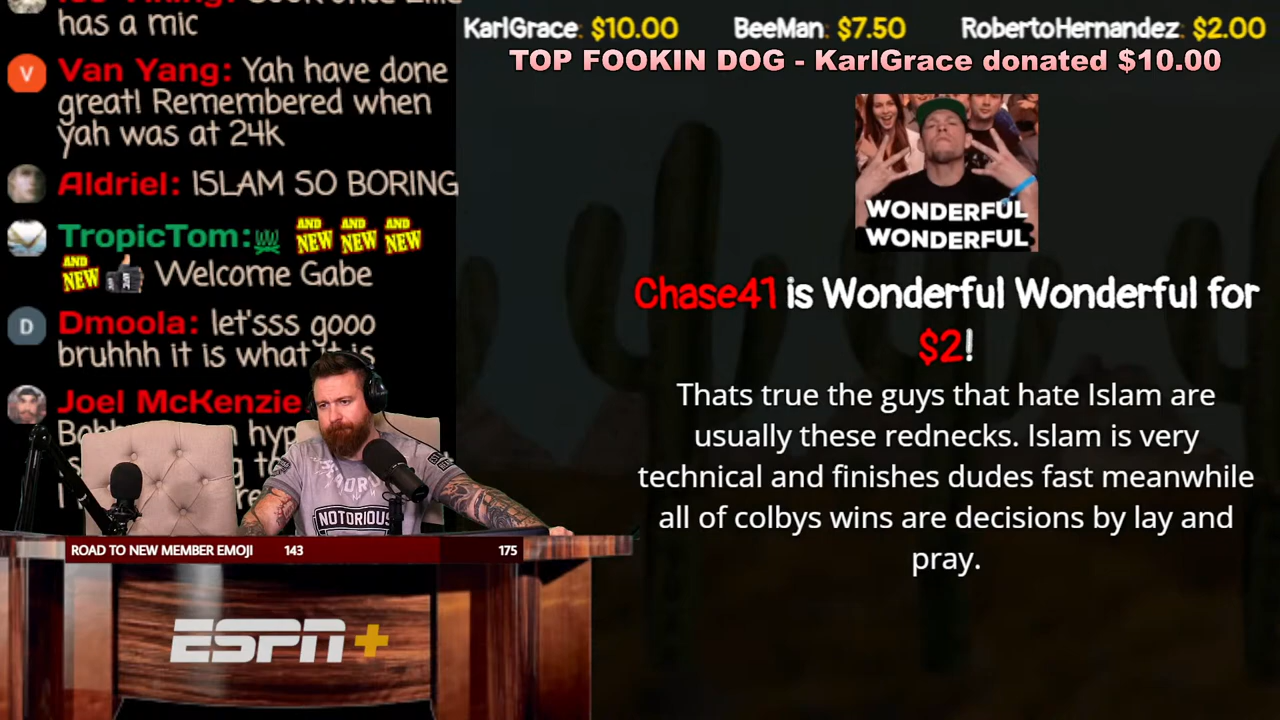 KarlGrace: $10.00 BeeMan: $7.50 RobertoHernandez: $2.00
TOP FOOKIN DOG - KarlGrace donated $10.00
has a mic
Van Yang: Yah have done
great! Remembered when
yah was at 24k
Aldriel: ISLAM SO BORING
TropicTom: AND NEW AND NEW AND NEW
AND NEW Welcome Gabe
Dmoola: let'sss gooo
bruhhh it is what it is
Joel McKenzie
WONDERFUL
WONDERFUL
Chase41 is Wonderful Wonderful for
$2!
Thats true the guys that hate Islam are
usually these rednecks. Islam is very
technical and finishes dudes fast meanwhile
all of colbys wins are decisions by lay and
pray.
V
D
NOTORIOUS
ROAD TO NEW MEMBER EMOJI 143 175
ESPN+